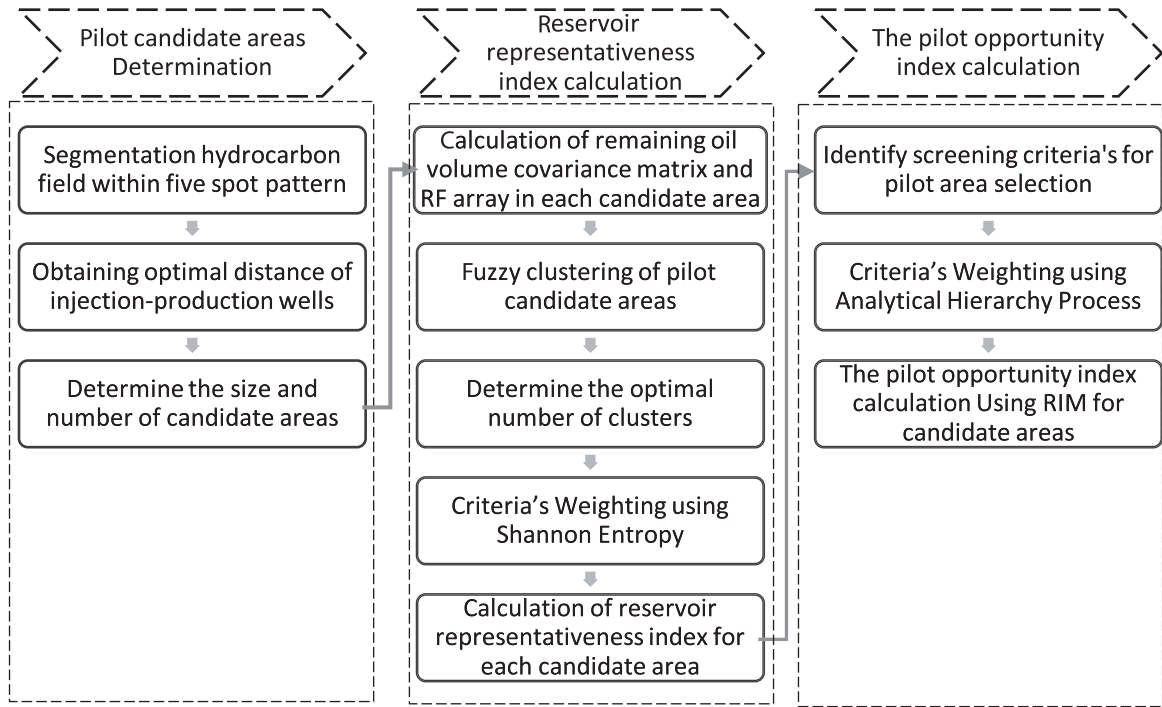 Pilot candidate areas
Determination
Segmentation hydrocarbon
field within five spot pattern
Obtaining optimal distance of
injection-production wells
Determine the size and
number of candidate areas
Reservoir
representativeness
index calculation
Calculation of remaining oil
volume covariance matrix and
RF array in each candidate area
Fuzzy clustering of pilot
candidate areas
Determine the optimal
number of clusters
Criteria’s Weighting using
Shannon Entropy
Calculation of reservoir
representativeness index for
each candidate area
The pilot opportunity
index calculation
Identify screening criteria's for
pilot area selection
Criteria’s Weighting using
Analytical Hierarchy Process
The pilot opportunity index
calculation Using RIM for
candidate areas